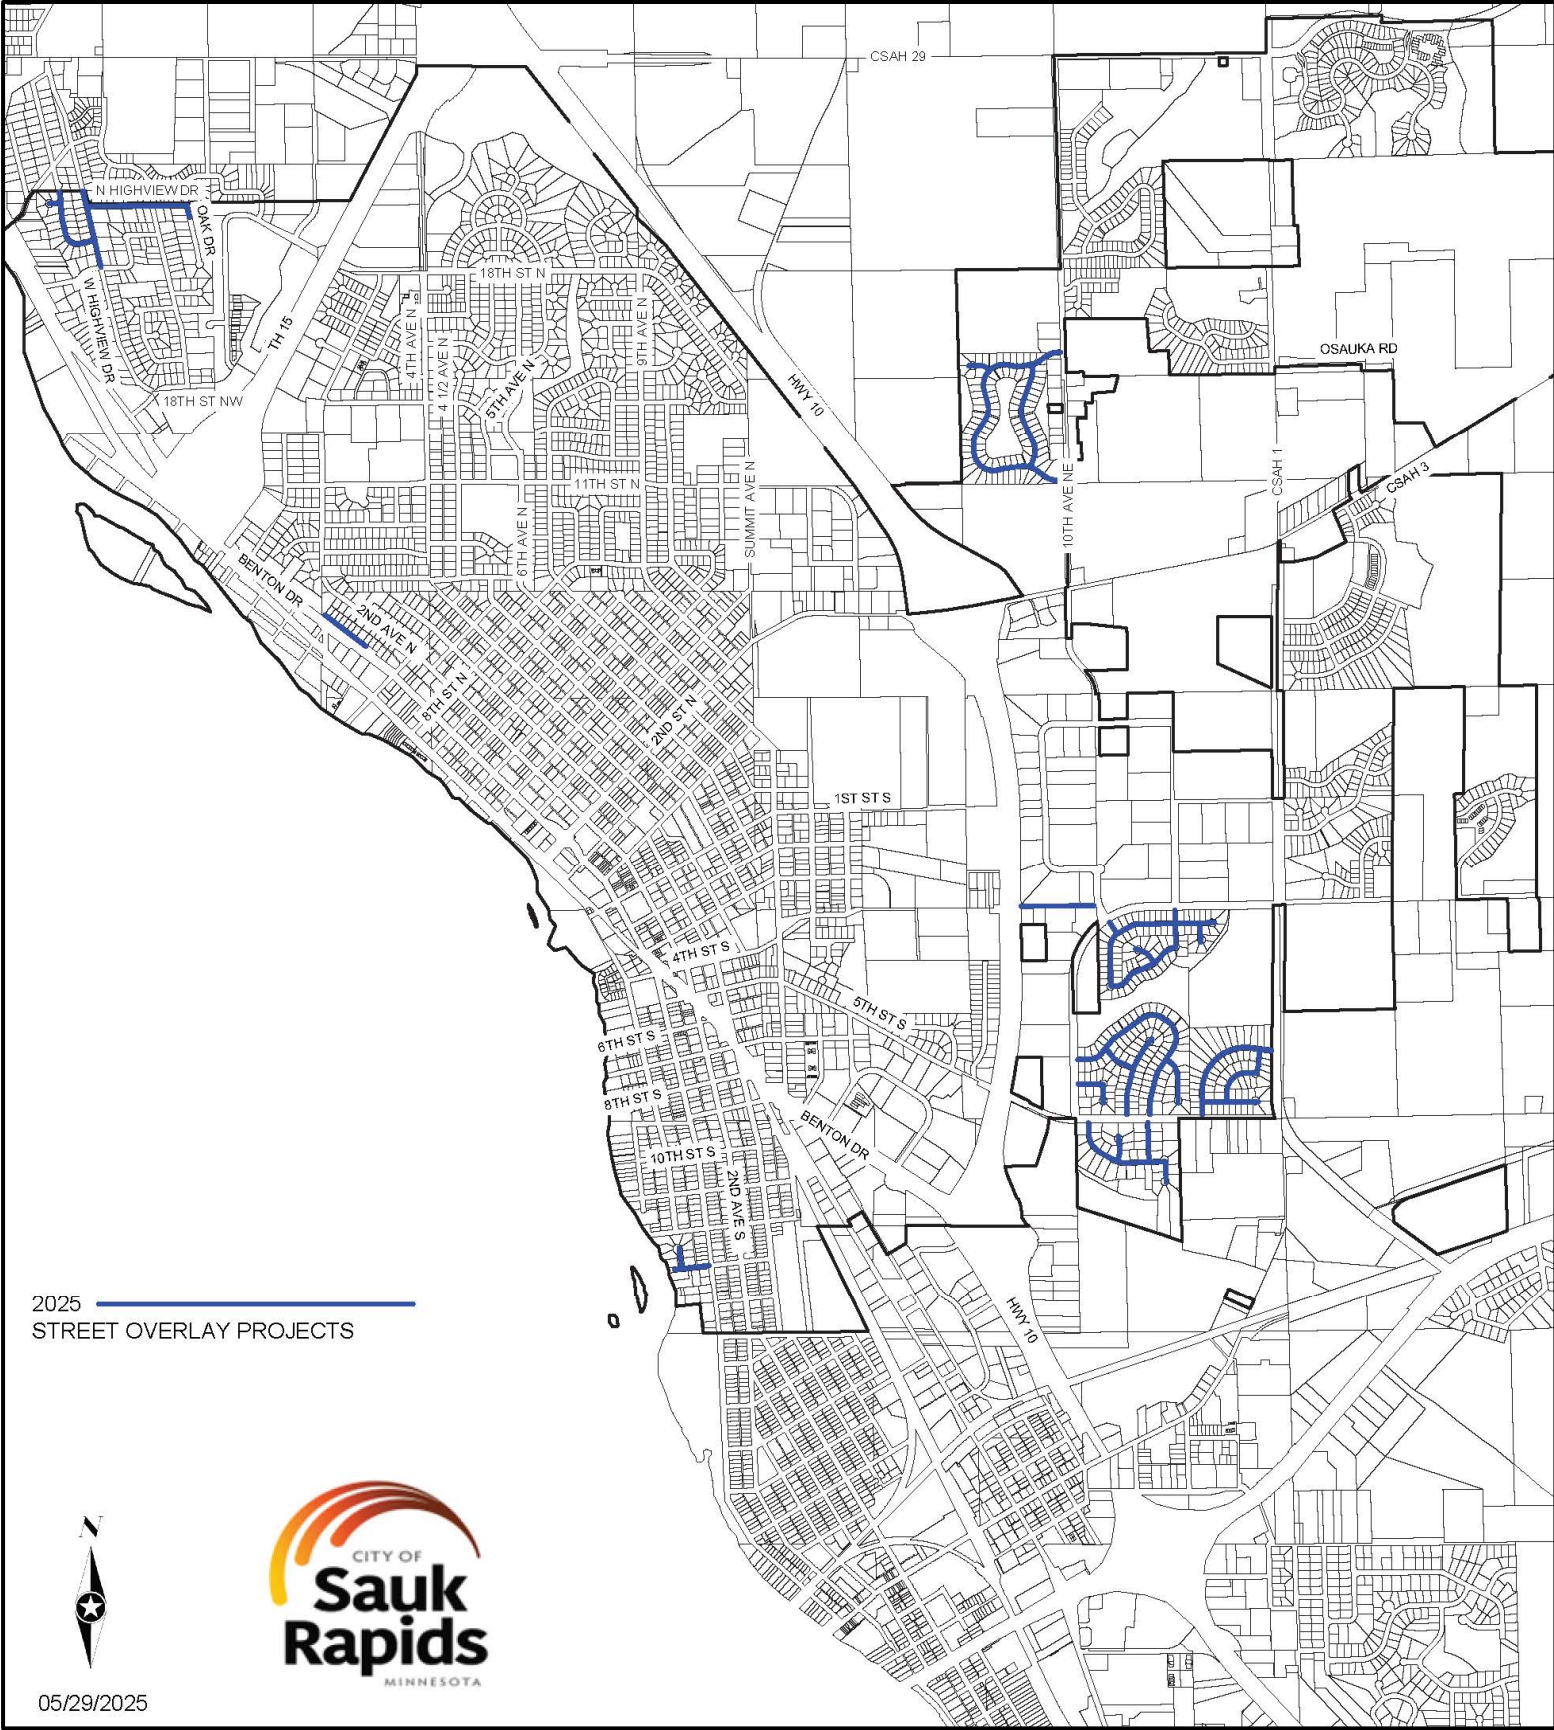 CSAH 29
N HIGHVIEW DR
OAK DR
18TH ST N
W HIGHVIEW DR
TH 15
4TH AVE N
4 1/2 AVE N
5TH AVE N
9TH AVE N
HWY 10
OSAUKA RD
18TH ST NW
11TH ST N
6TH AVE N
SUMMIT AVE N
10TH AVE NE
CSAH 1
CSAH 3
BENTON DR
2ND AVE N
8TH ST N
2ND ST N
1ST ST S
4TH ST S
5TH ST S
6TH ST S
8TH ST S
BENTON DR
10TH ST S
2ND AVE S
HWY 10
2025
STREET OVERLAY PROJECTS
N
CITY OF
Sauk
Rapids
MINNESOTA
05/29/2025